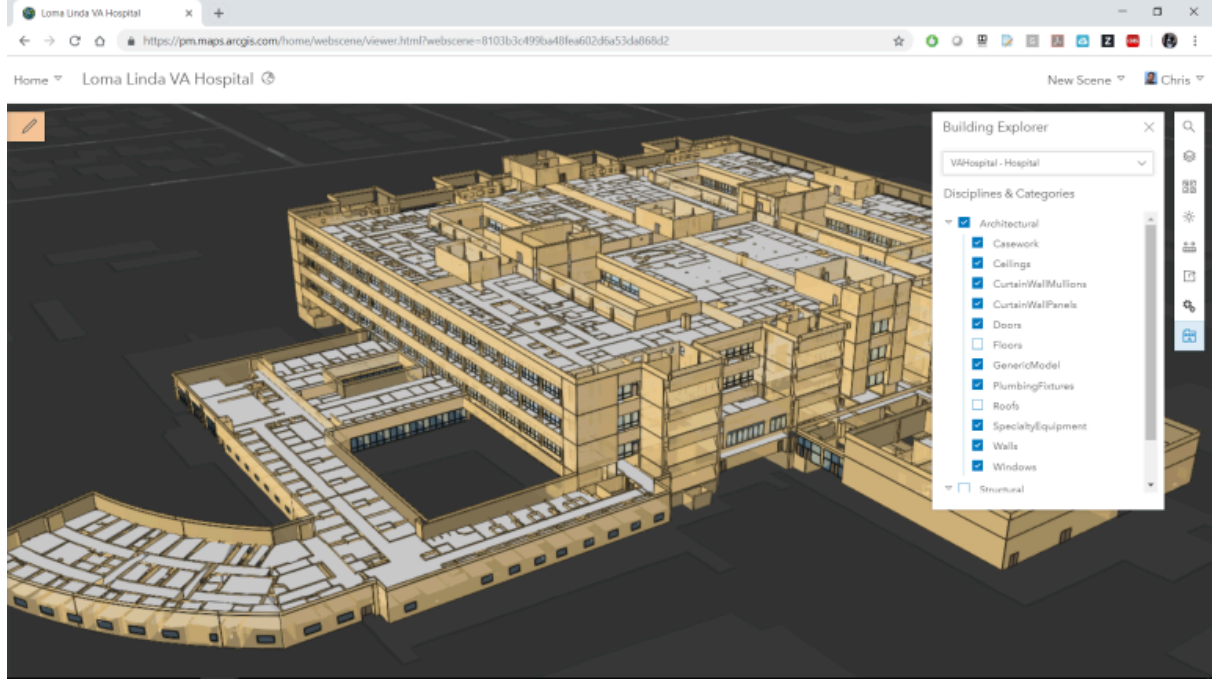 Loma Linda VA Hospital
https://pm.maps.arcgis.com/home/webscene/viewer.html?webscene=8103b3c499ba48fea602d6a53da868d2
Home Loma Linda VA Hospital New Scene Chris
Building Explorer
VAHospital - Hospital
Disciplines & Categories
Architectural
Casework
Ceilings
CurtainWallMullions
CurtainWallPanels
Doors
Floors
GenericModel
PlumbingFixtures
Roofs
SpecialtyEquipment
Walls
Windows
Structural